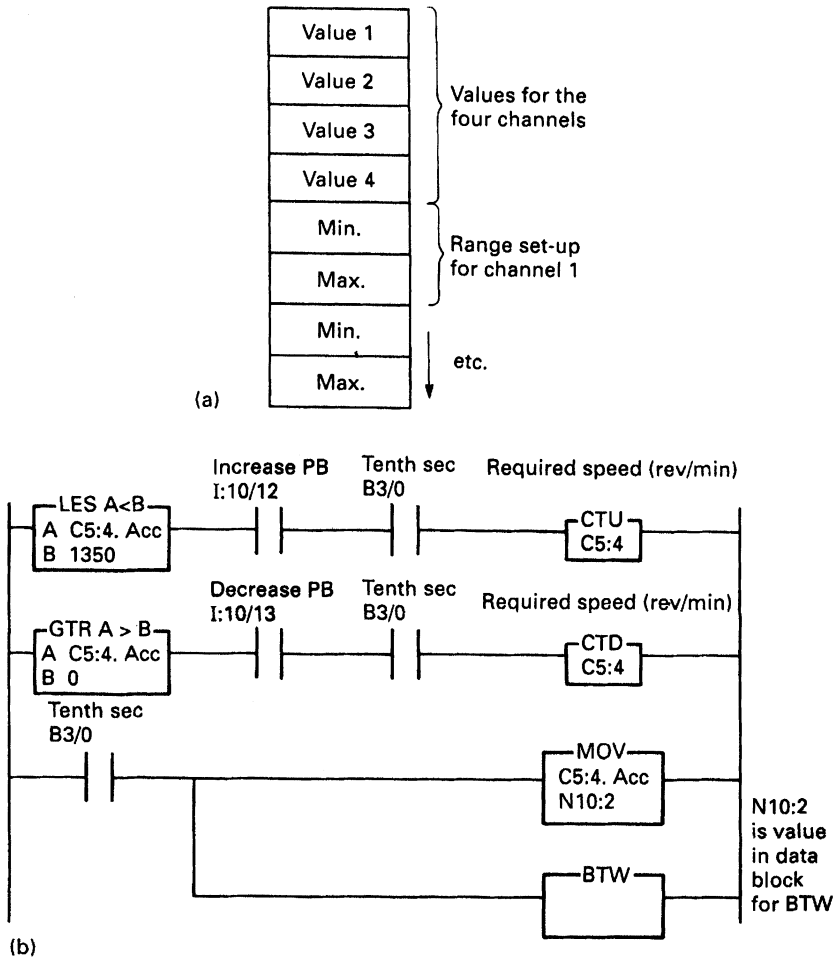 Value 1
Value 2
Value 3
Value 4
Values for the
four channels
Min.
Max.
Range set-up
for channel 1
Min.
Max.
etc.
(a)
Increase PB
I:10/12
Tenth sec
B3/0
Required speed (rev/min)
LES A<B
A C5:4. Acc
B 1350
CTU
C5:4
Decrease PB
I:10/13
Tenth sec
B3/0
Required speed (rev/min)
GTR A > B
A C5:4. Acc
B 0
CTD
C5:4
Tenth sec
B3/0
MOV
C5:4. Acc
N10:2
N10:2
is value
in data
block
for BTW
BTW
(b)